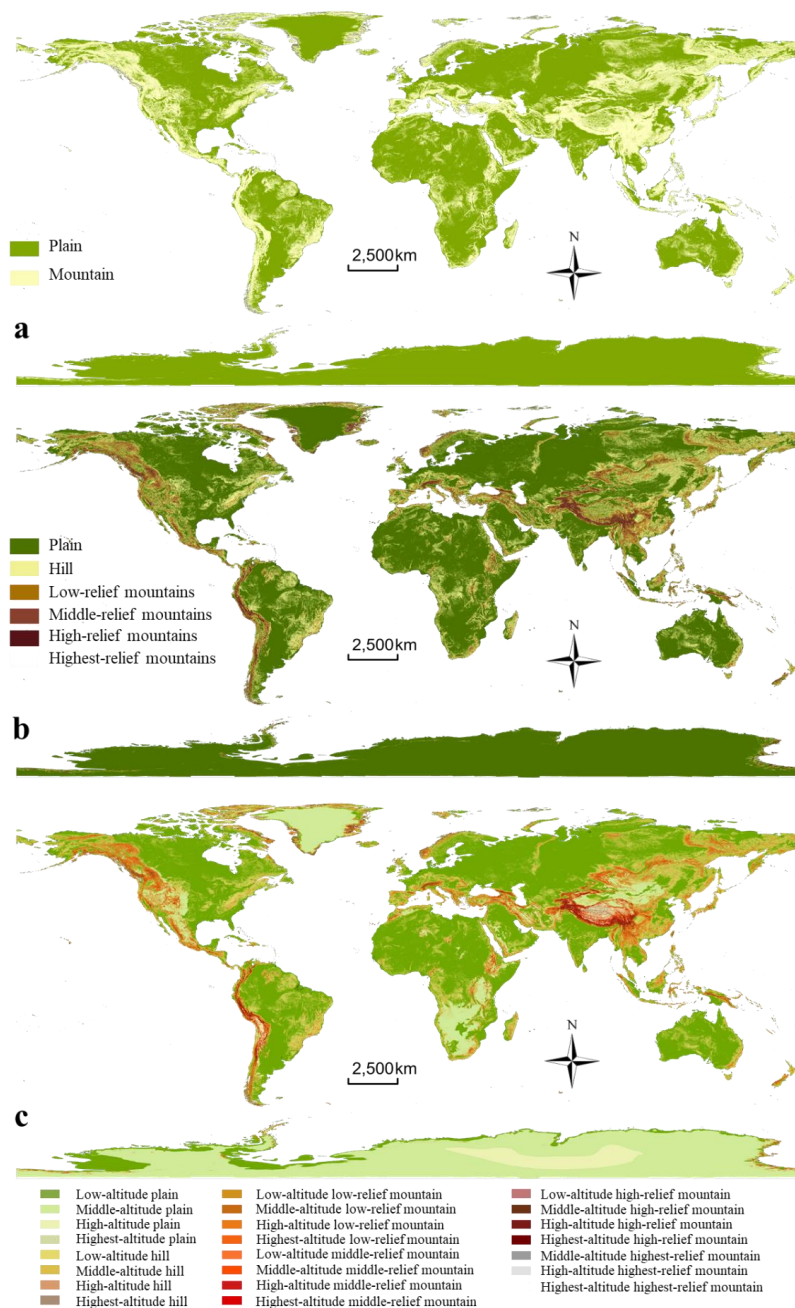 N
Plain
2,500km
Mountain
a
Plain
Hill
Low-relief mountains
Middle-relief mountains
2,500km
N
High-relief mountains
Highest-relief mountains
b
N
2,500km
c
Low-altitude plain
Middle-altitude plain
High-altitude plain
Highest-altitude plain
Low-altitude hill
Middle-altitude hill
High-altitude hill
Highest-altitude hill
Low-altitude low-relief mountain
Middle-altitude low-relief mountain
High-altitude low-relief mountain
Highest-altitude low-relief mountain
Low-altitude middle-relief mountain
Middle-altitude middle-relief mountain
High-altitude middle-relief mountain
Highest-altitude middle-relief mountain
Low-altitude high-relief mountain
Middle-altitude high-relief mountain
High-altitude high-relief mountain
Highest-altitude high-relief mountain
Middle-altitude highest-relief mountain
High-altitude highest-relief mountain
Highest-altitude highest-relief mountain